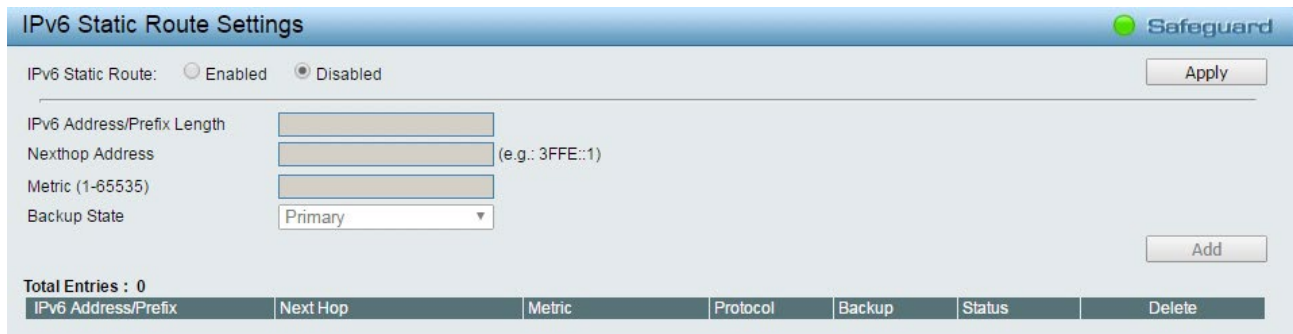 IPv6 Static Route Settings
Safeguard
IPv6 Static Route: Enabled Disabled
Apply
IPv6 Address/Prefix Length
Nexthop Address (e.g.: 3FFE::1)
Metric (1-65535)
Backup State Primary
Add
Total Entries : 0
IPv6 Address/Prefix Next Hop Metric Protocol Backup Status Delete